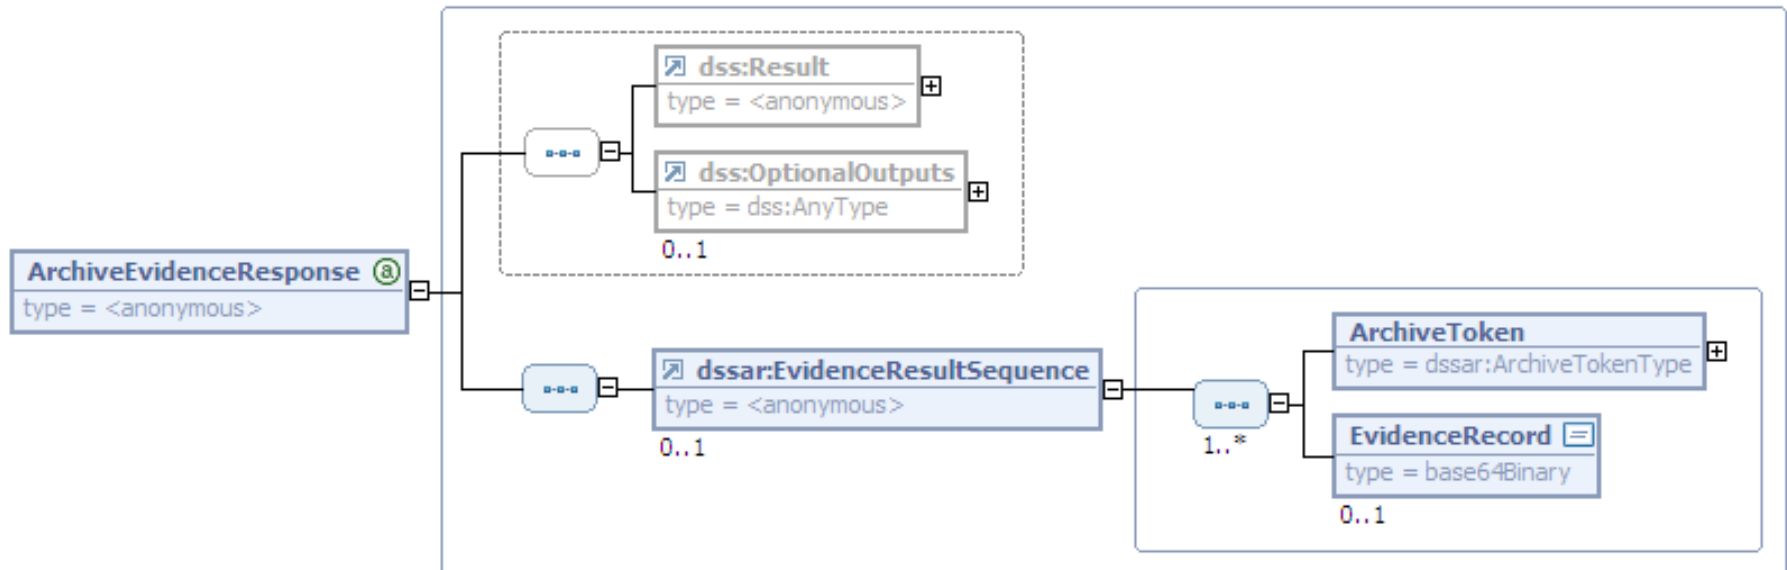 dss:Result
type = <anonymous>
dss:OptionalOutputs
type = dss:AnyType
0..1
ArchiveEvidenceResponse a
type = <anonymous>
dssar:EvidenceResultSequence
type = <anonymous>
0..1
1..*
ArchiveToken
type = dssar:ArchiveTokenType
EvidenceRecord
type = base64Binary
0..1